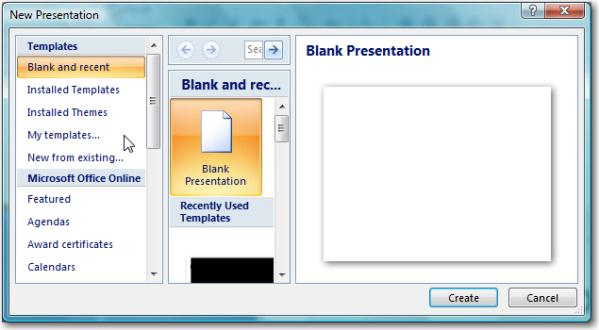 New Presentation
Templates
Blank and recent
Installed Templates
Installed Themes
My templates...
New from existing...
Microsoft Office Online
Featured
Agendas
Award certificates
Calendars
Sea
Blank and rec...
Blank
Presentation
Recently Used
Templates
Blank Presentation
Create
Cancel